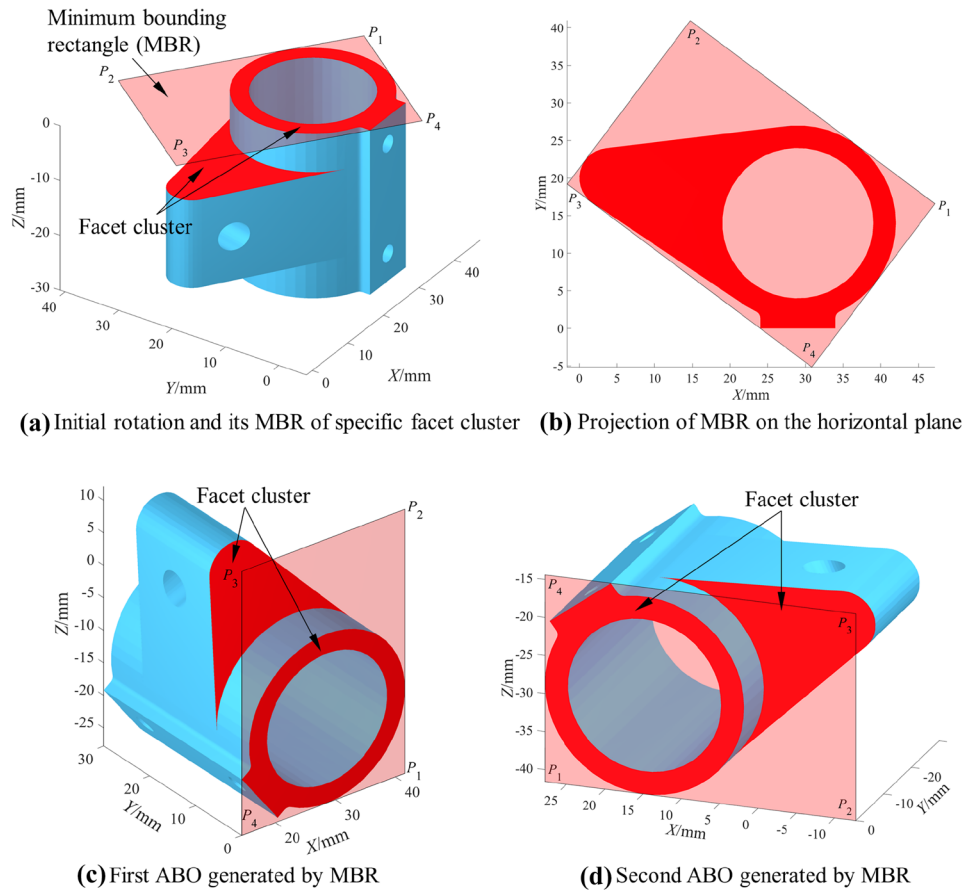 Minimum bounding
rectangle (MBR)
P1
P2
P3
P4
Facet cluster
Z/mm
0
-10
-20
-30
40
30
20
10
0
Y/mm
0
10
20
30
40
X/mm
(a) Initial rotation and its MBR of specific facet cluster
40
35
30
25
20
15
10
5
0
-5
Y/mm
P2
P3
P1
P4
0
5
10
15
20
25
30
35
40
45
X/mm
(b) Projection of MBR on the horizontal plane
Facet cluster
10
5
0
-5
-10
-15
-20
-25
Z/mm
P2
P3
P1
P4
30
20
10
0
Y/mm
20
30
40
X/mm
(c) First ABO generated by MBR
Facet cluster
-15
-20
-25
-30
-35
-40
Z/mm
P4
P3
P1
P2
25
20
15
10
5
0
-5
-10
X/mm
0
-10
-20
Y/mm
(d) Second ABO generated by MBR